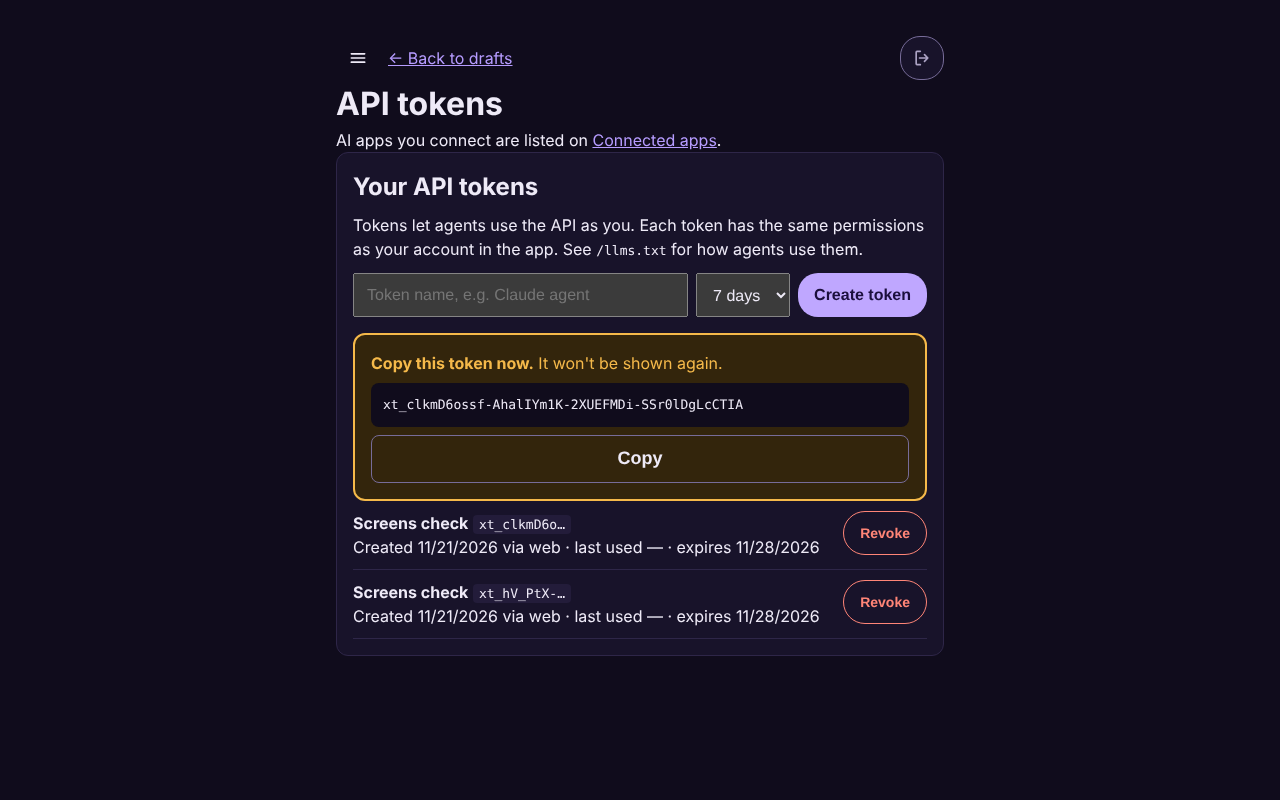 ← Back to drafts
API tokens
AI apps you connect are listed on Connected apps.
Your API tokens
Tokens let agents use the API as you. Each token has the same permissions
as your account in the app. See /llms.txt for how agents use them.
Token name, e.g. Claude agent
7 days
Create token
Copy this token now. It won't be shown again.
xt_clkmD6ossf-AhalIYm1K-2XUEFMDi-SSr0lDgLcCTIA
Copy
Screens check xt_clkmD6o…
Created 11/21/2026 via web · last used — · expires 11/28/2026
Revoke
Screens check xt_hV_PtX-…
Created 11/21/2026 via web · last used — · expires 11/28/2026
Revoke